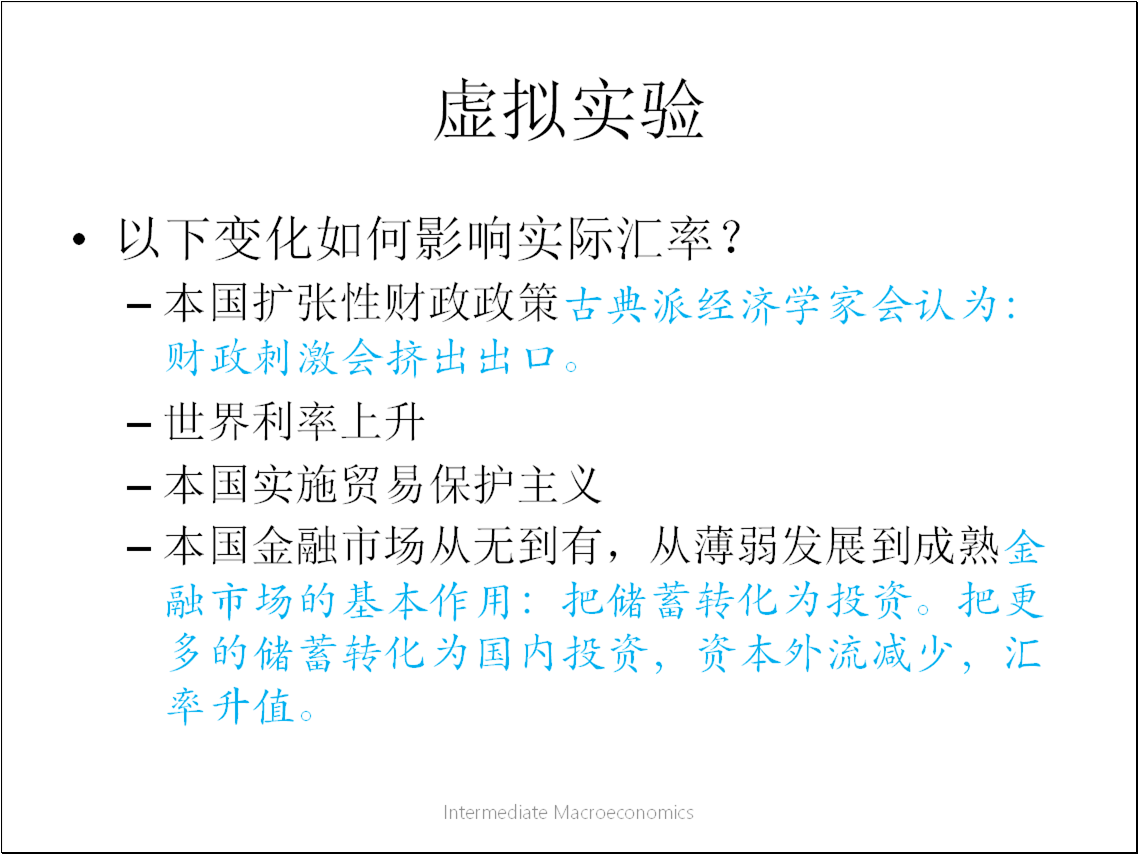 虚拟实验
• 以下变化如何影响实际汇率？
– 本国扩张性财政政策古典派经济学家会认为：
财政刺激会挤出出口。
– 世界利率上升
– 本国实施贸易保护主义
– 本国金融市场从无到有，从薄弱发展到成熟金
融市场的基本作用：把储蓄转化为投资。把更
多的储蓄转化为国内投资，资本外流减少，汇
率升值。
Intermediate Macroeconomics